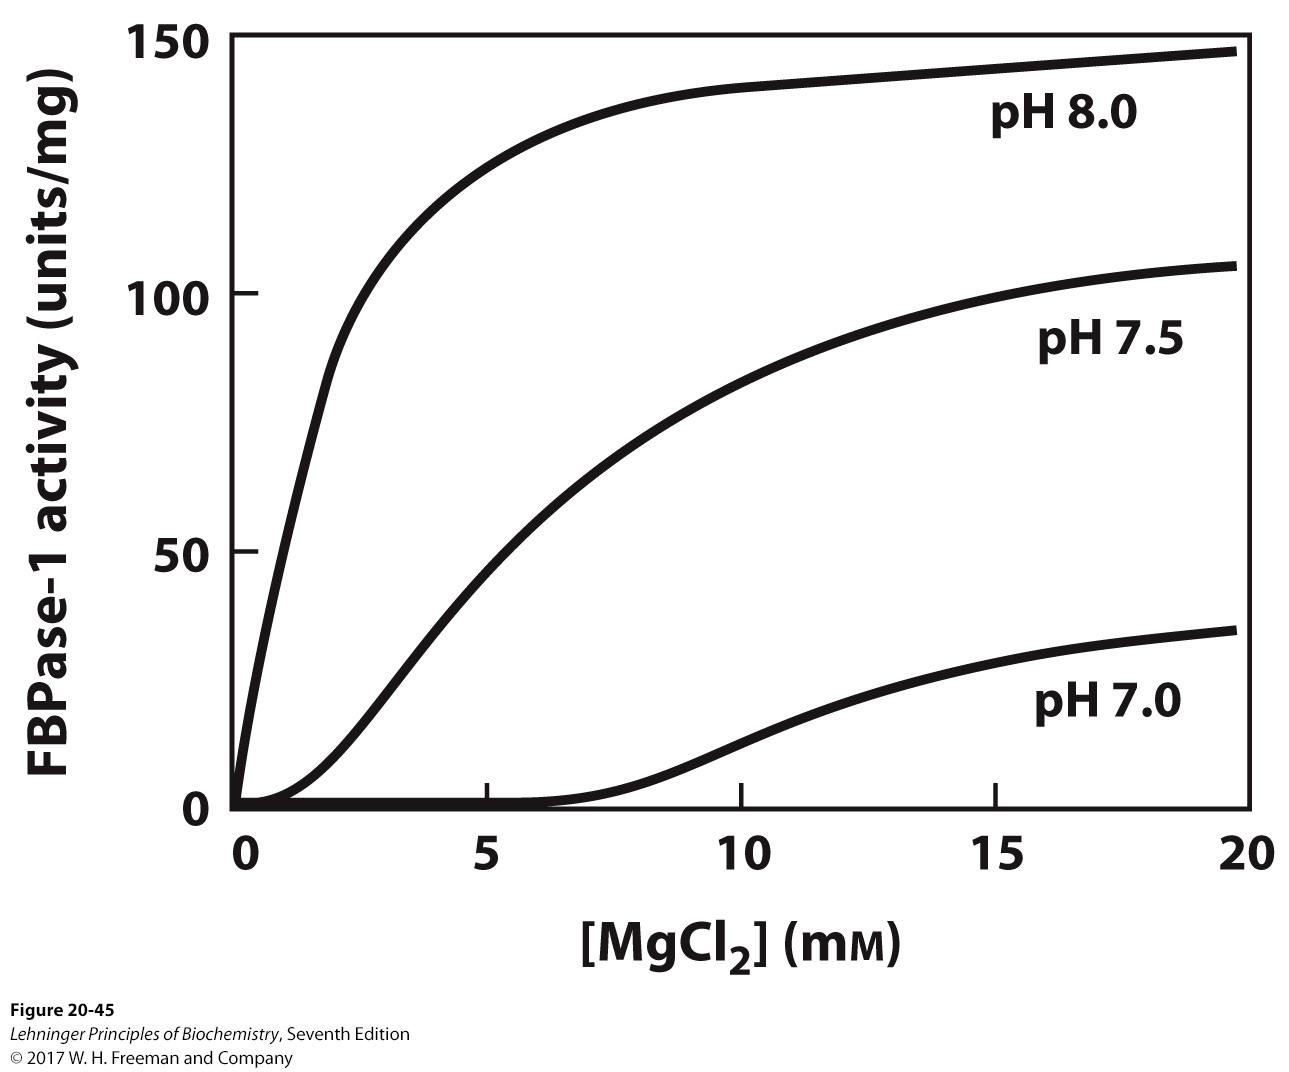 FBPase-1 activity (units/mg)
150
100
50
0
pH 8.0
pH 7.5
pH 7.0
0 5 10 15 20
[MgCl₂] (mM)
Figure 20-45
Lehninger Principles of Biochemistry, Seventh Edition
© 2017 W. H. Freeman and Company